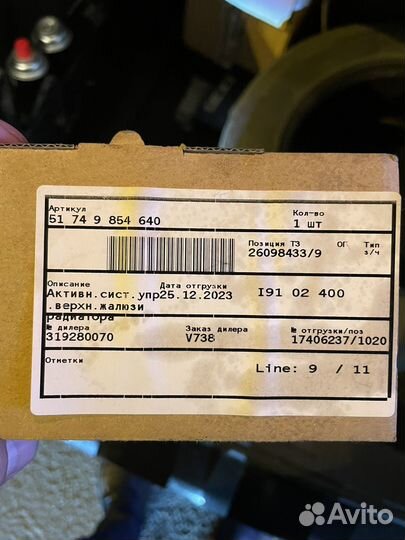 Артикул Кол-во
51 74 9 854 640 1 шт
Позиция ТЗ ОГ Тип
26098433/9 з/ч
Описание Дата отгрузки
Активн.сист.упр25.12.2023 I91 02 400
.верхн.жалюзи
радиатора
№ дилера Заказ дилера № отгрузки/поз
319280070 V738 17406237/1020
Отметки
Line: 9 / 11
Avito